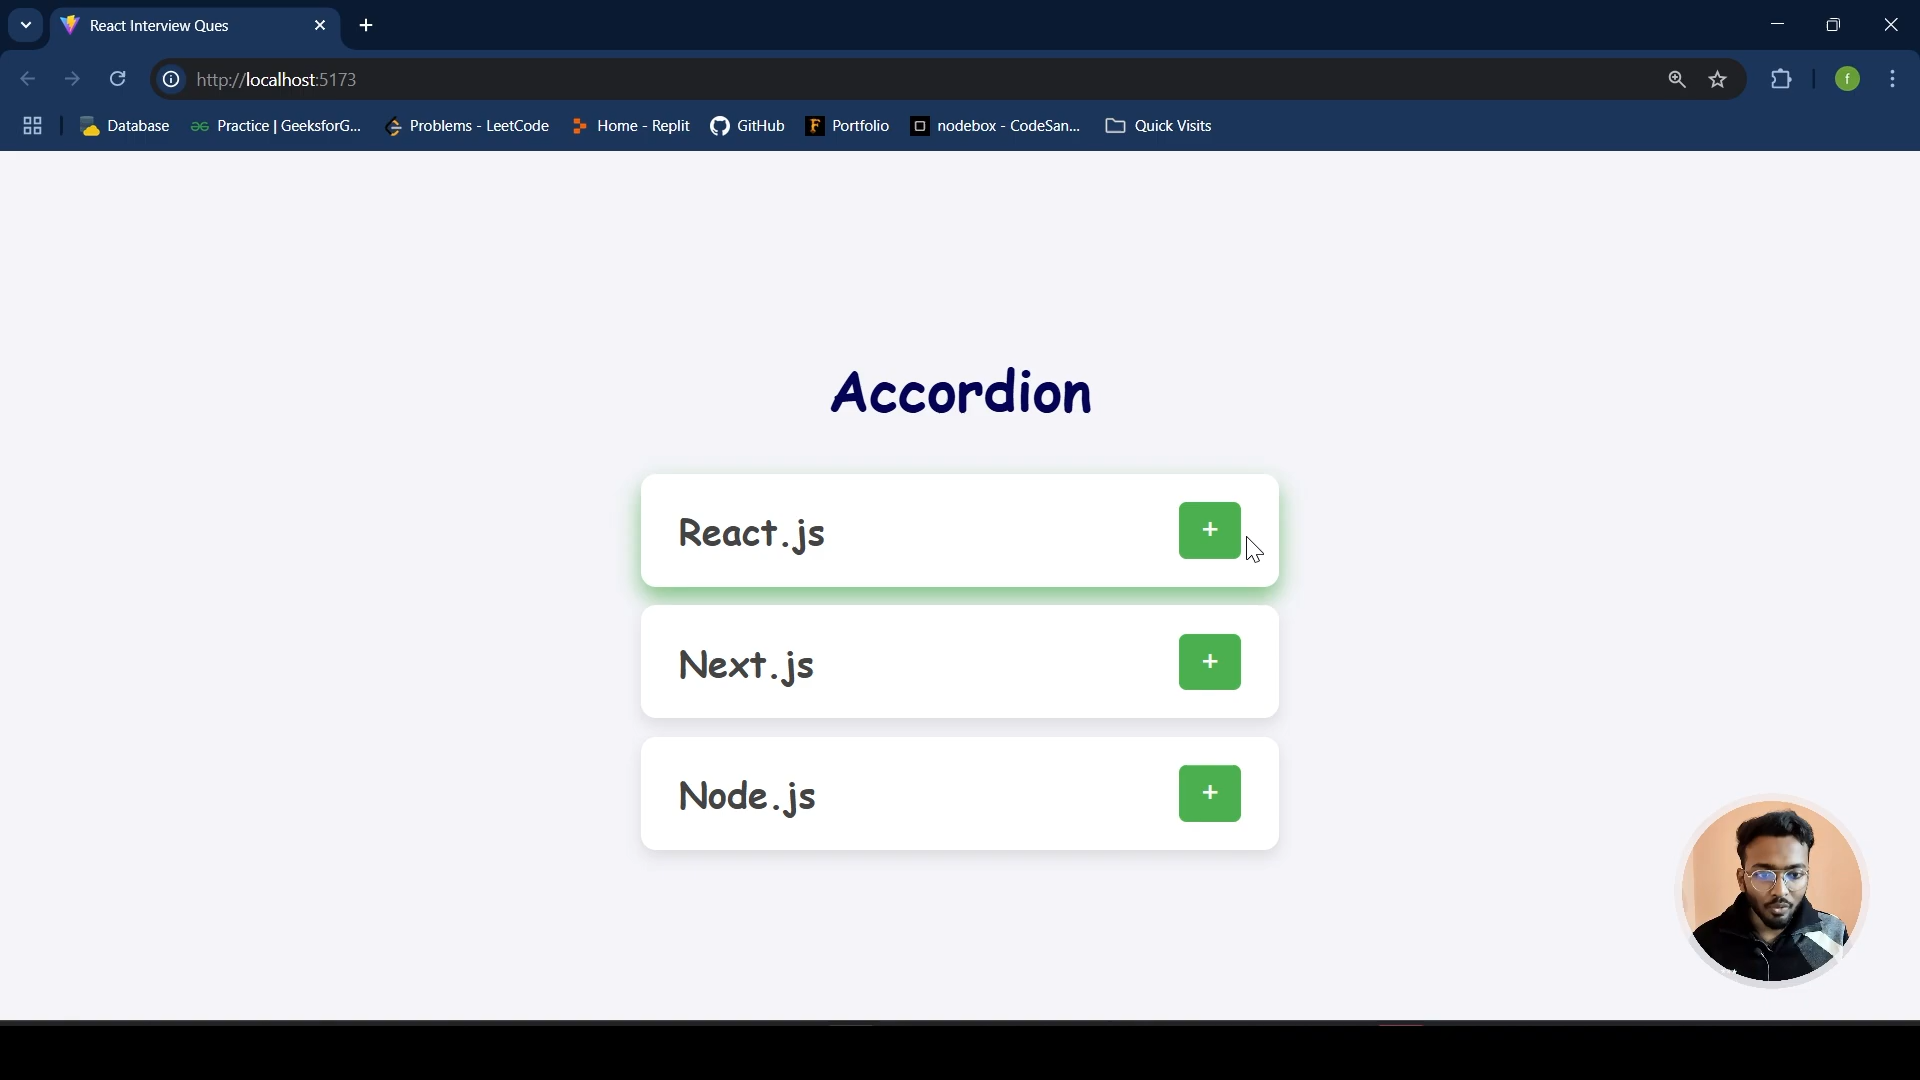 React Interview Ques
http://localhost:5173
f
Database
Practice | GeeksforG...
Problems - LeetCode
Home - Replit
GitHub
Portfolio
nodebox - CodeSan...
Quick Visits
Accordion
React.js
+
Next.js
+
Node.js
+